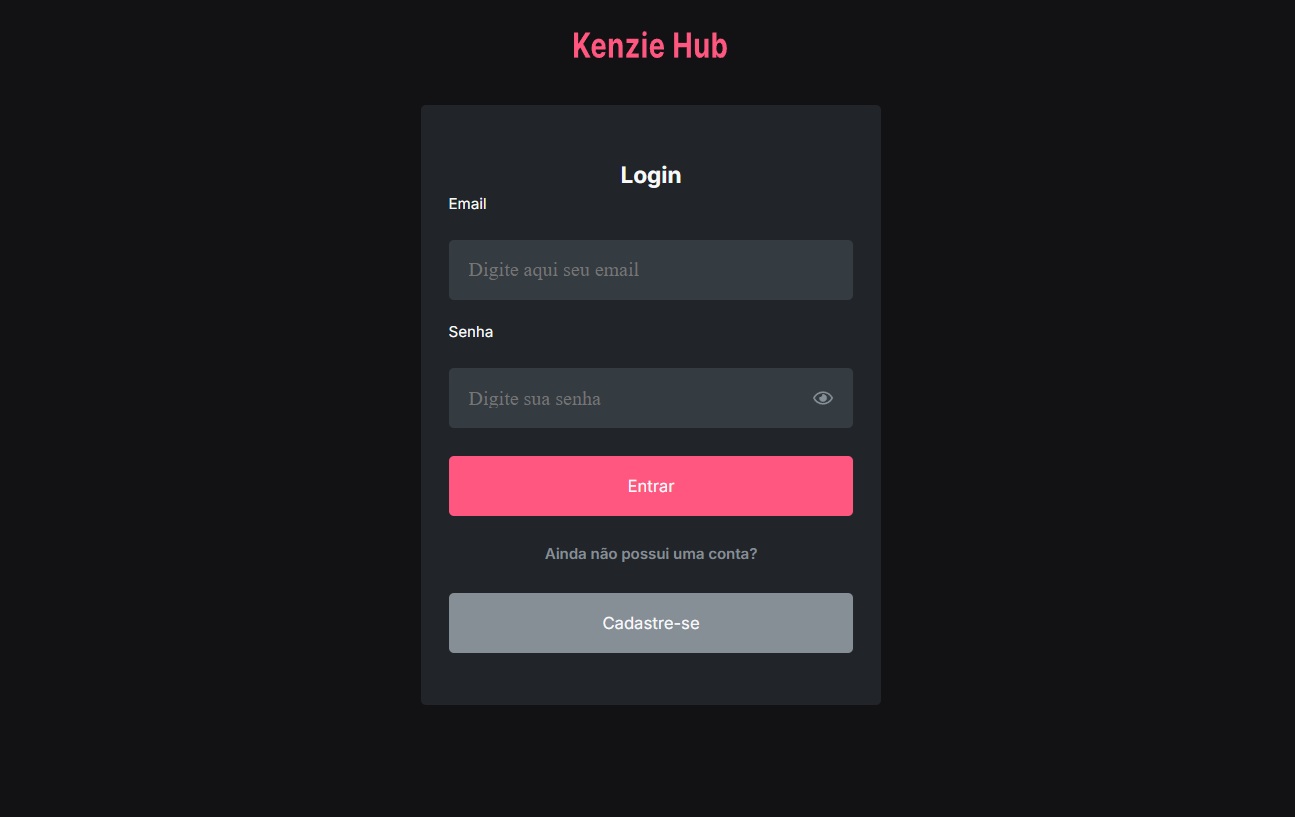 Kenzie Hub
Login
Email
Digite aqui seu email
Senha
Digite sua senha
Entrar
Ainda não possui uma conta?
Cadastre-se